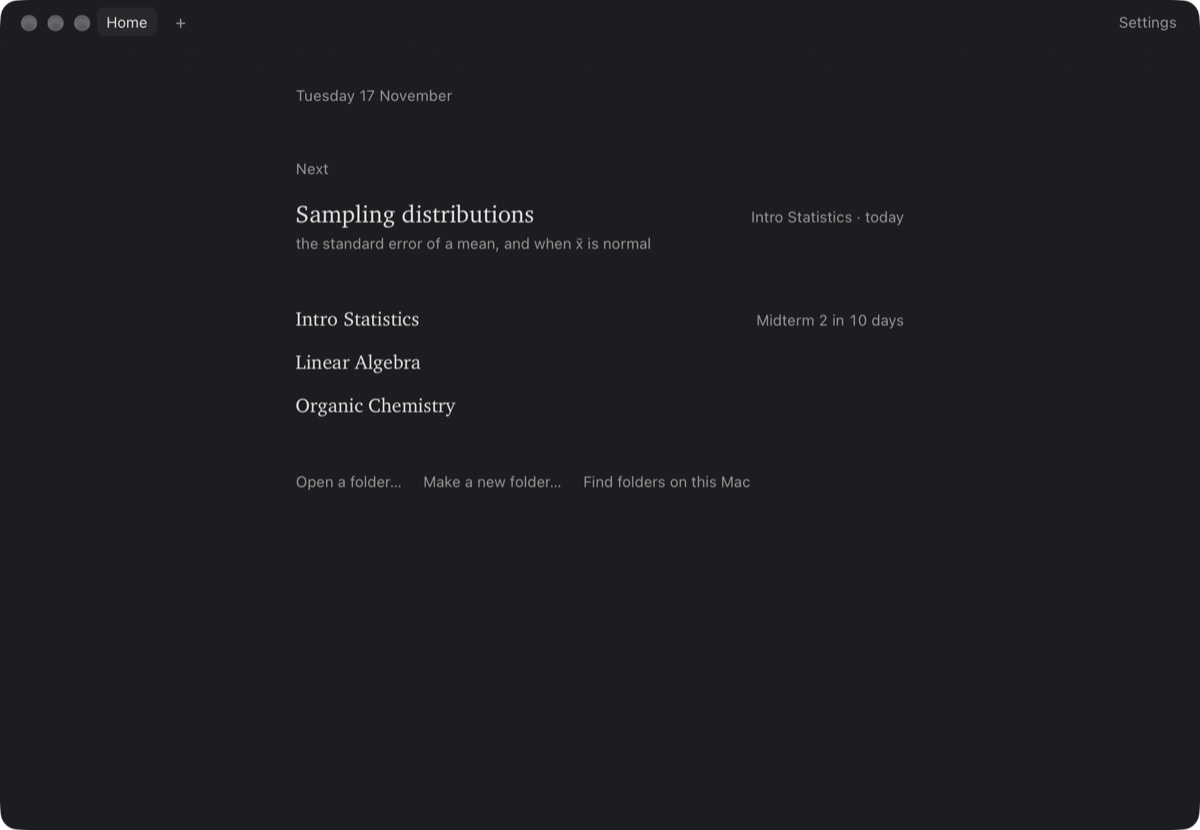 Home +
Settings
Tuesday 17 November
Next
Sampling distributions
Intro Statistics · today
the standard error of a mean, and when x̄ is normal
Intro Statistics
Midterm 2 in 10 days
Linear Algebra
Organic Chemistry
Open a folder... Make a new folder... Find folders on this Mac